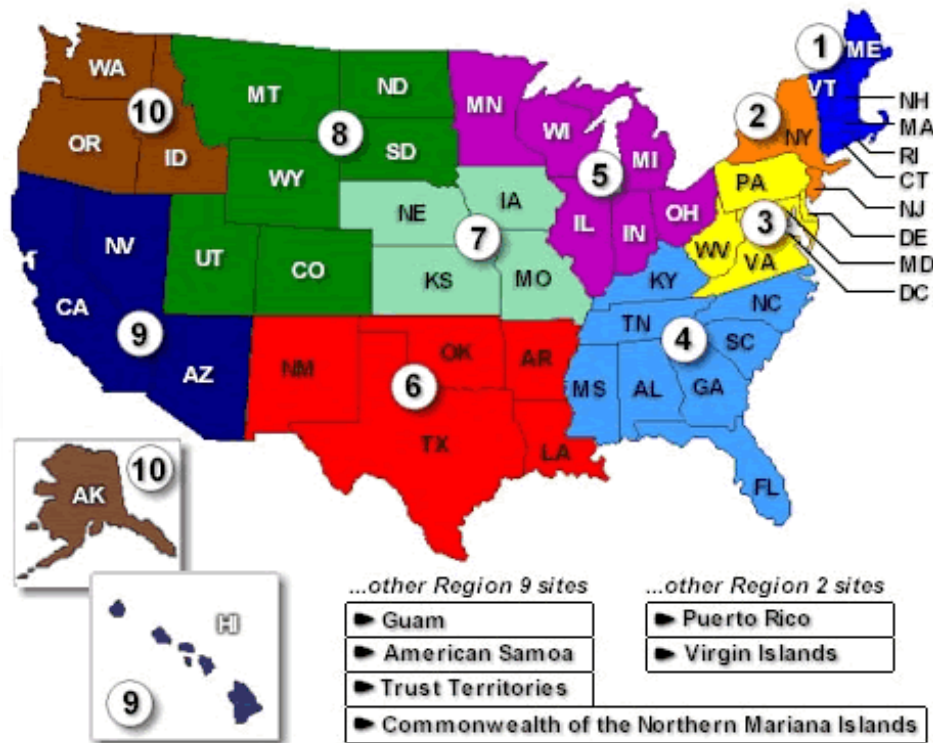 1
ME
WA
VT
MT
ND
MN
NH
10
2
MA
8
WI
NY
OR
ID
SD
MI
RI
5
CT
WY
PA
IA
NE
OH
NJ
NV
IL
IN
3
DE
7
UT
WV
VA
MD
CO
CA
KS
MO
KY
DC
NC
9
TN
4
SC
OK
AR
NM
AZ
6
MS
AL
GA
TX
LA
10
FL
AK
...other Region 9 sites
Guam
American Samoa
Trust Territories
Commonwealth of the Northern Mariana Islands
...other Region 2 sites
Puerto Rico
Virgin Islands
HI
9